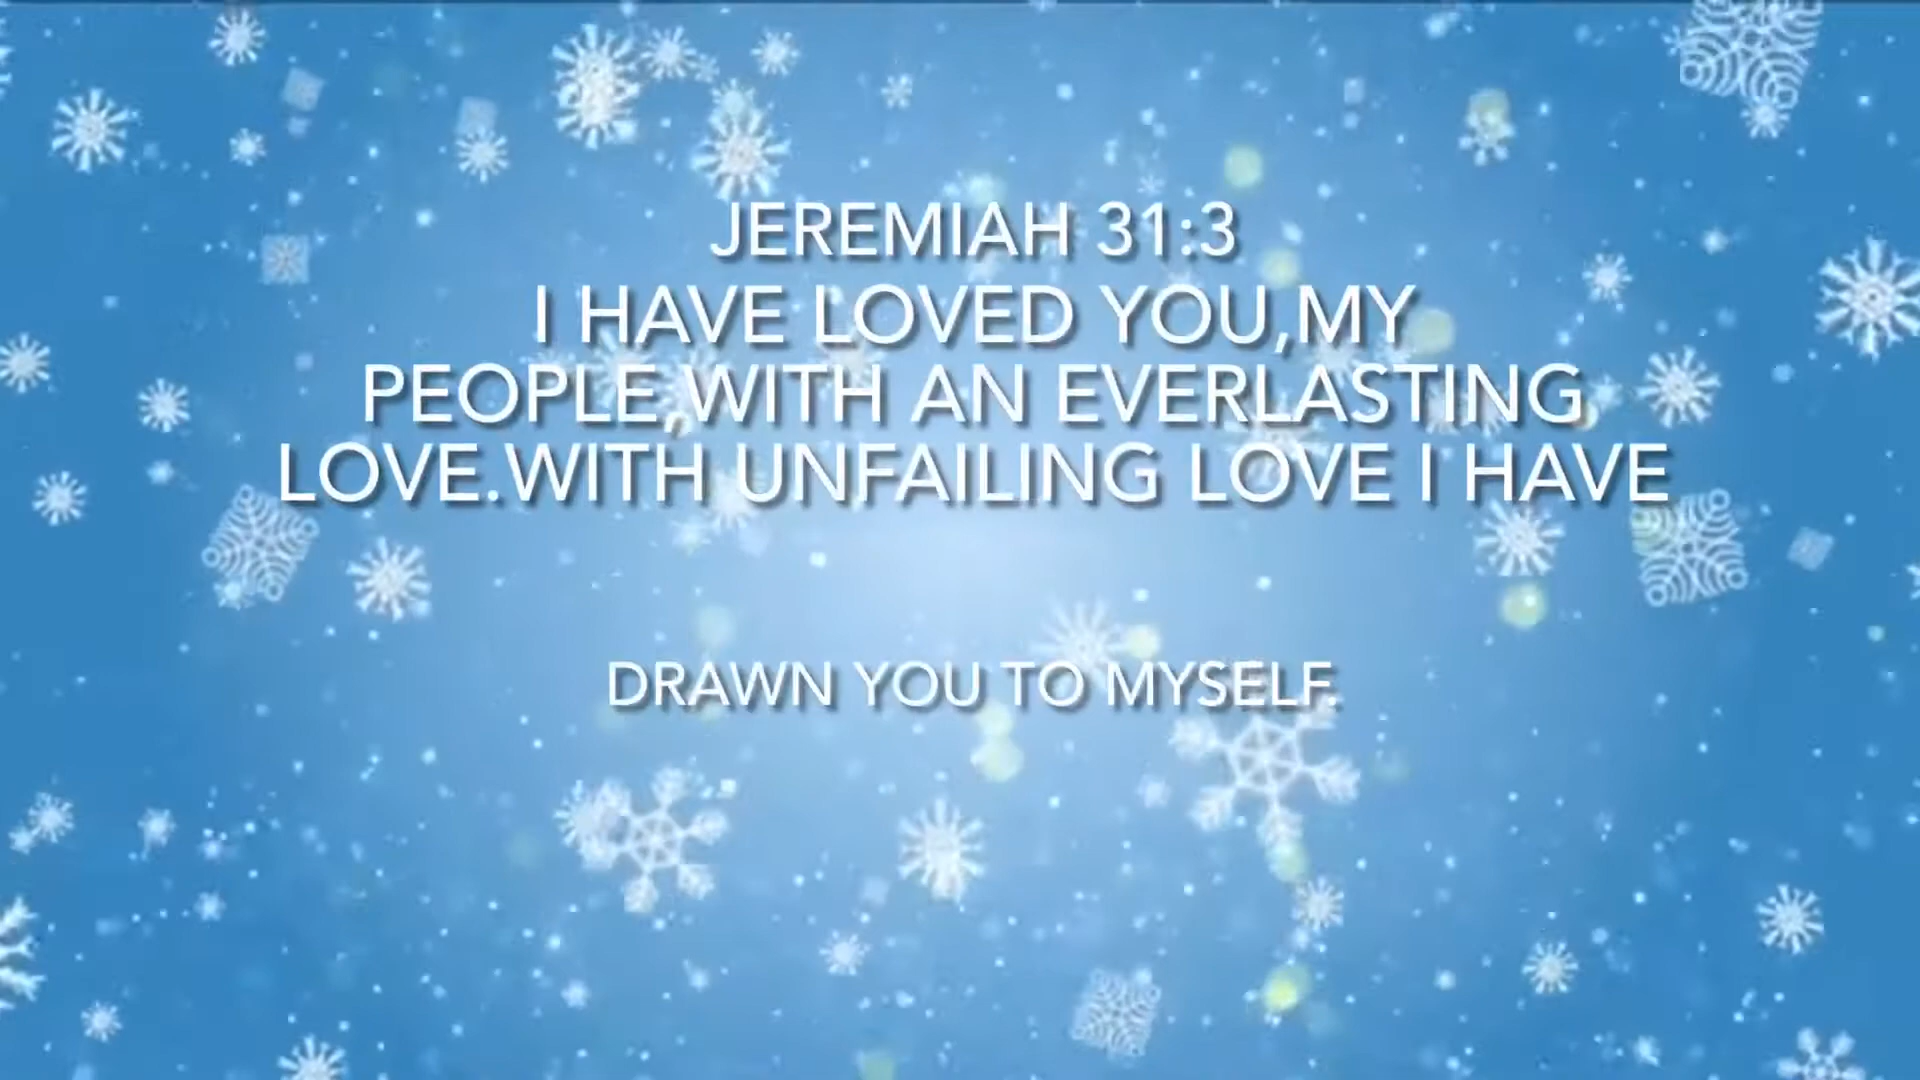 JEREMIAH 31:3
I HAVE LOVED YOU,MY
PEOPLE,WITH AN EVERLASTING
LOVE.WITH UNFAILING LOVE I HAVE
DRAWN YOU TO MYSELF.